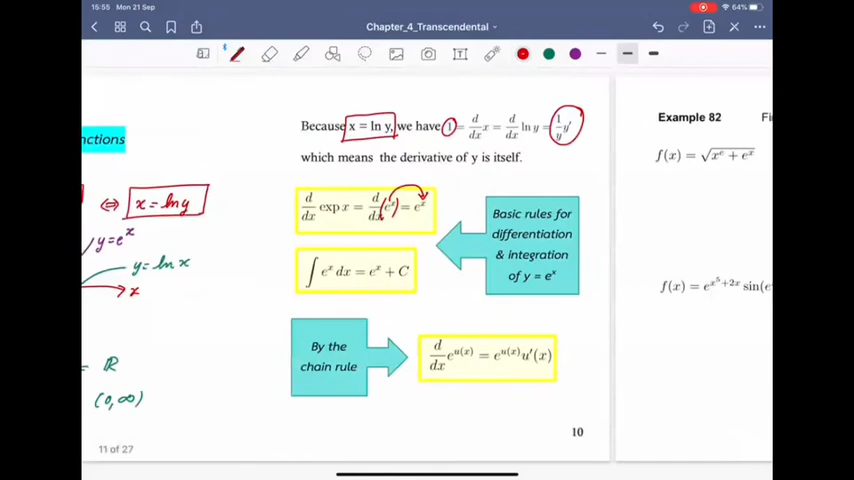 15:55 Mon 21 Sep
64%
Chapter_4_Transcendental
nctions
⇔ x = ln y
y = e^x
y = ln x
x
= ℝ
(0, ∞)
11 of 27
Because x = ln y, we have 1 = d/dx x = d/dx ln y = 1/y y′
which means the derivative of y is itself.
d/dx exp x = d/dx (e^x) = e^x
∫ e^x dx = e^x + C
Basic rules for
differentiation
& integration
of y = e^x
By the
chain rule
d/dx e^{u(x)} = e^{u(x)} u′(x)
10
Example 82 Fi
f(x) = √(x^e + e^x)
f(x) = e^{x^5+2x} sin(e